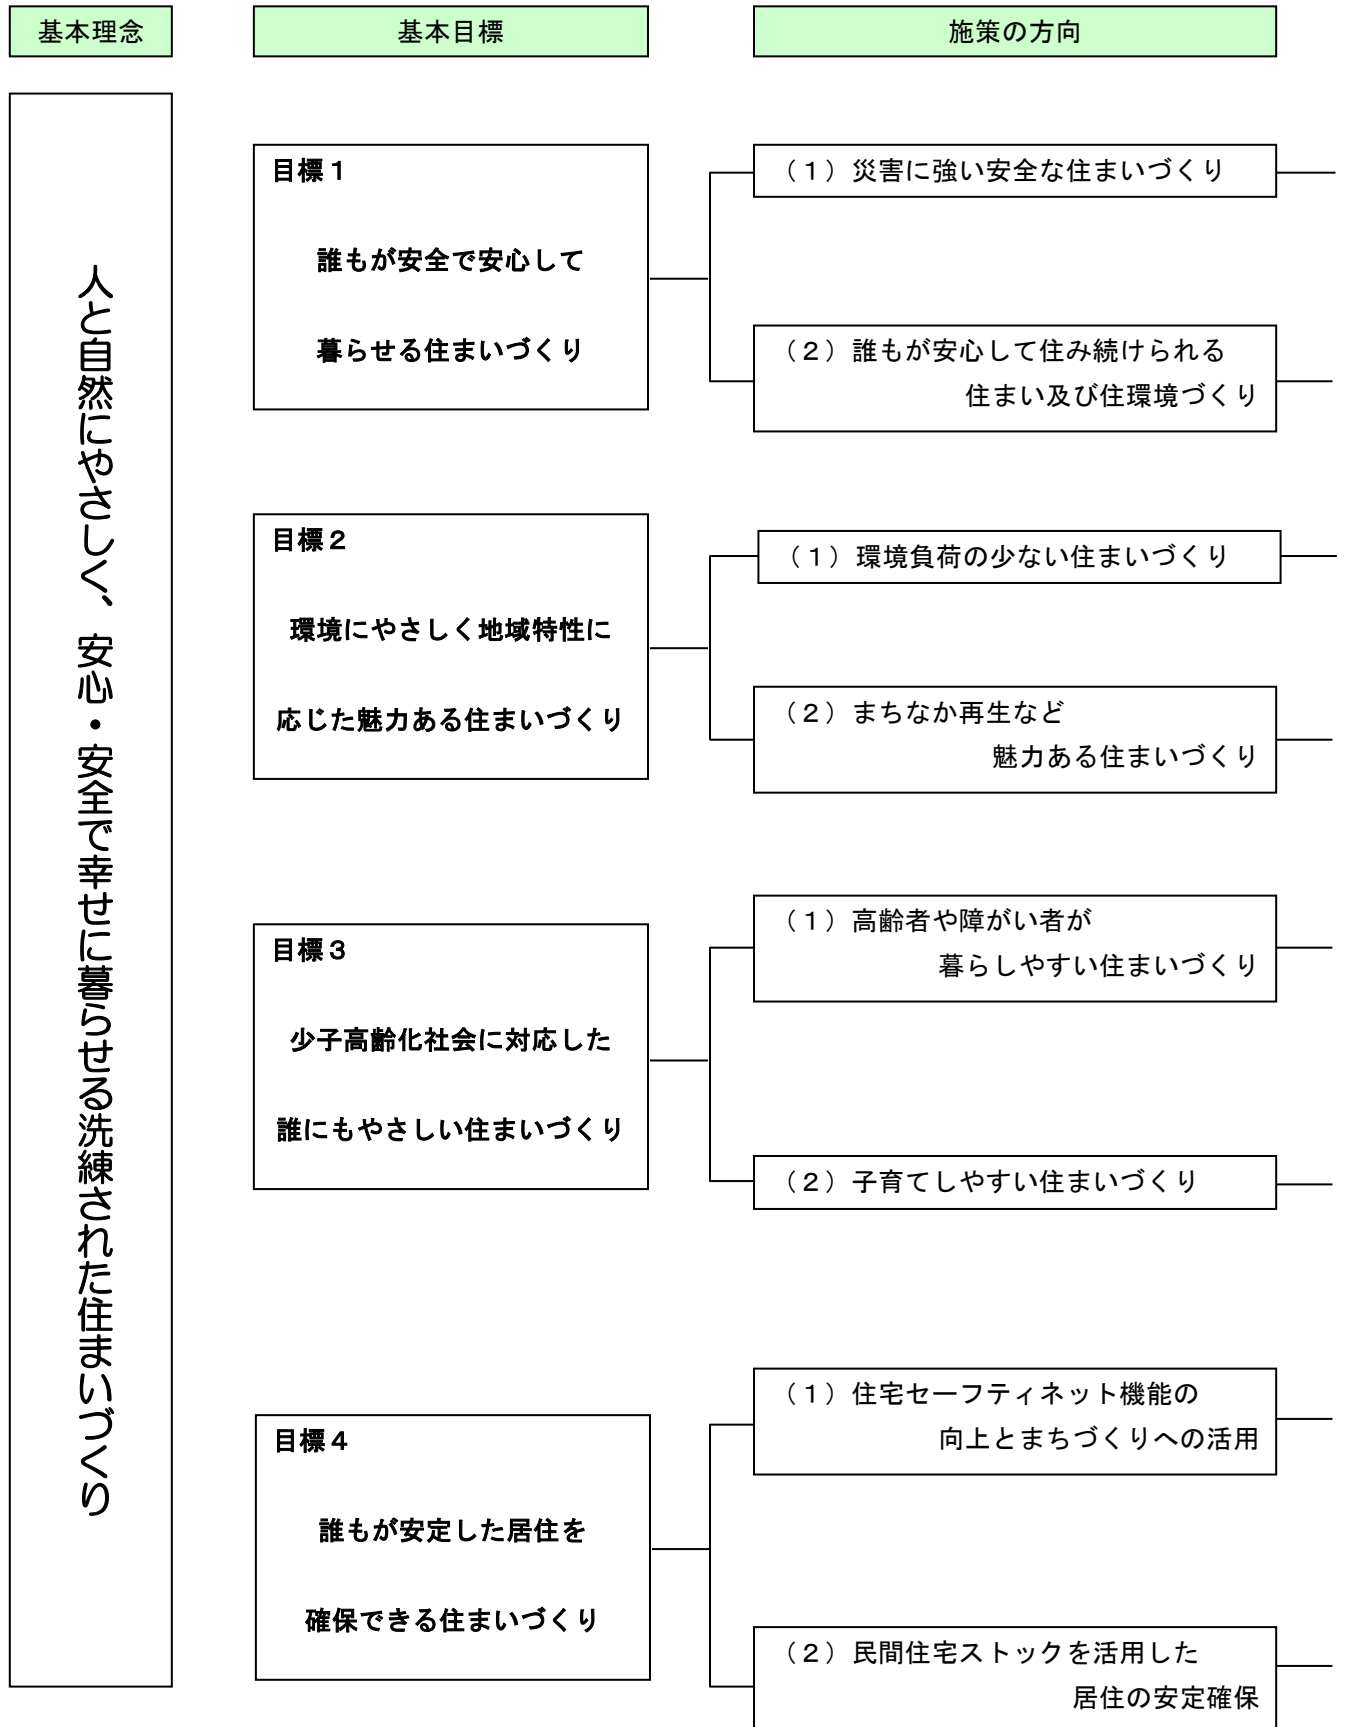 基本理念
基本目標
施策の方向
人と自然にやさしく、安心・安全で幸せに暮らせる洗練された住まいづくり
目標１
誰もが安全で安心して
暮らせる住まいづくり
（１）災害に強い安全な住まいづくり
（２）誰もが安心して住み続けられる
住まい及び住環境づくり
目標２
環境にやさしく地域特性に
応じた魅力ある住まいづくり
（１）環境負荷の少ない住まいづくり
（２）まちなか再生など
魅力ある住まいづくり
目標３
少子高齢化社会に対応した
誰にもやさしい住まいづくり
（１）高齢者や障がい者が
暮らしやすい住まいづくり
（２）子育てしやすい住まいづくり
目標４
誰もが安定した居住を
確保できる住まいづくり
（１）住宅セーフティネット機能の
向上とまちづくりへの活用
（２）民間住宅ストックを活用した
居住の安定確保